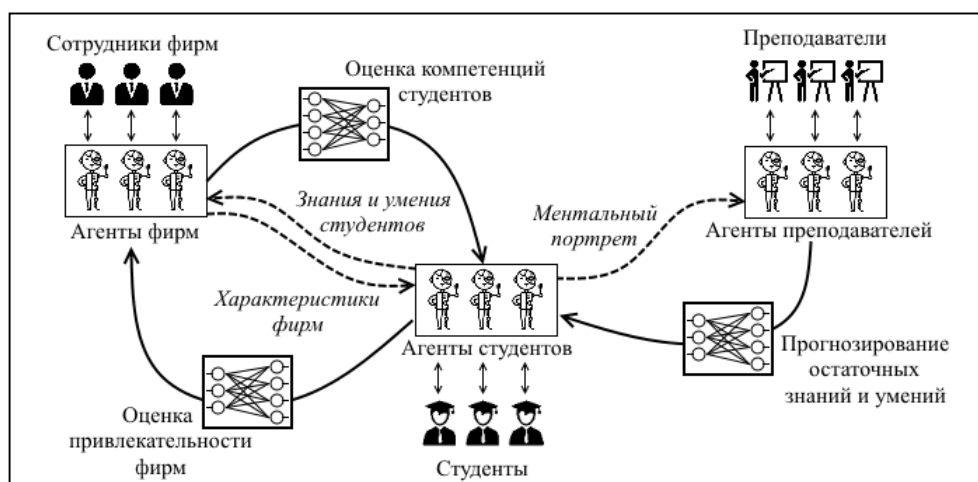 Сотрудники фирм
Преподаватели
Оценка компетенций
студентов
Знания и умения
студентов
Ментальный
портрет
Агенты фирм
Агенты преподавателей
Характеристики
фирм
Агенты студентов
Прогнозирование
остаточных
знаний и умений
Оценка
привлекательности
фирм
Студенты